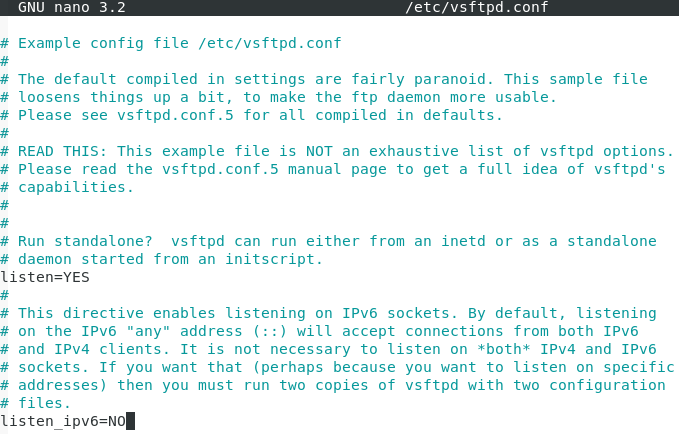 GNU nano 3.2 /etc/vsftpd.conf
# Example config file /etc/vsftpd.conf
#
# The default compiled in settings are fairly paranoid. This sample file
# loosens things up a bit, to make the ftp daemon more usable.
# Please see vsftpd.conf.5 for all compiled in defaults.
#
# READ THIS: This example file is NOT an exhaustive list of vsftpd options.
# Please read the vsftpd.conf.5 manual page to get a full idea of vsftpd's
# capabilities.
#
#
# Run standalone?  vsftpd can run either from an inetd or as a standalone
# daemon started from an initscript.
listen=YES
#
# This directive enables listening on IPv6 sockets. By default, listening
# on the IPv6 "any" address (::) will accept connections from both IPv6
# and IPv4 clients. It is not necessary to listen on *both* IPv4 and IPv6
# sockets. If you want that (perhaps because you want to listen on specific
# addresses) then you must run two copies of vsftpd with two configuration
# files.
listen_ipv6=NO